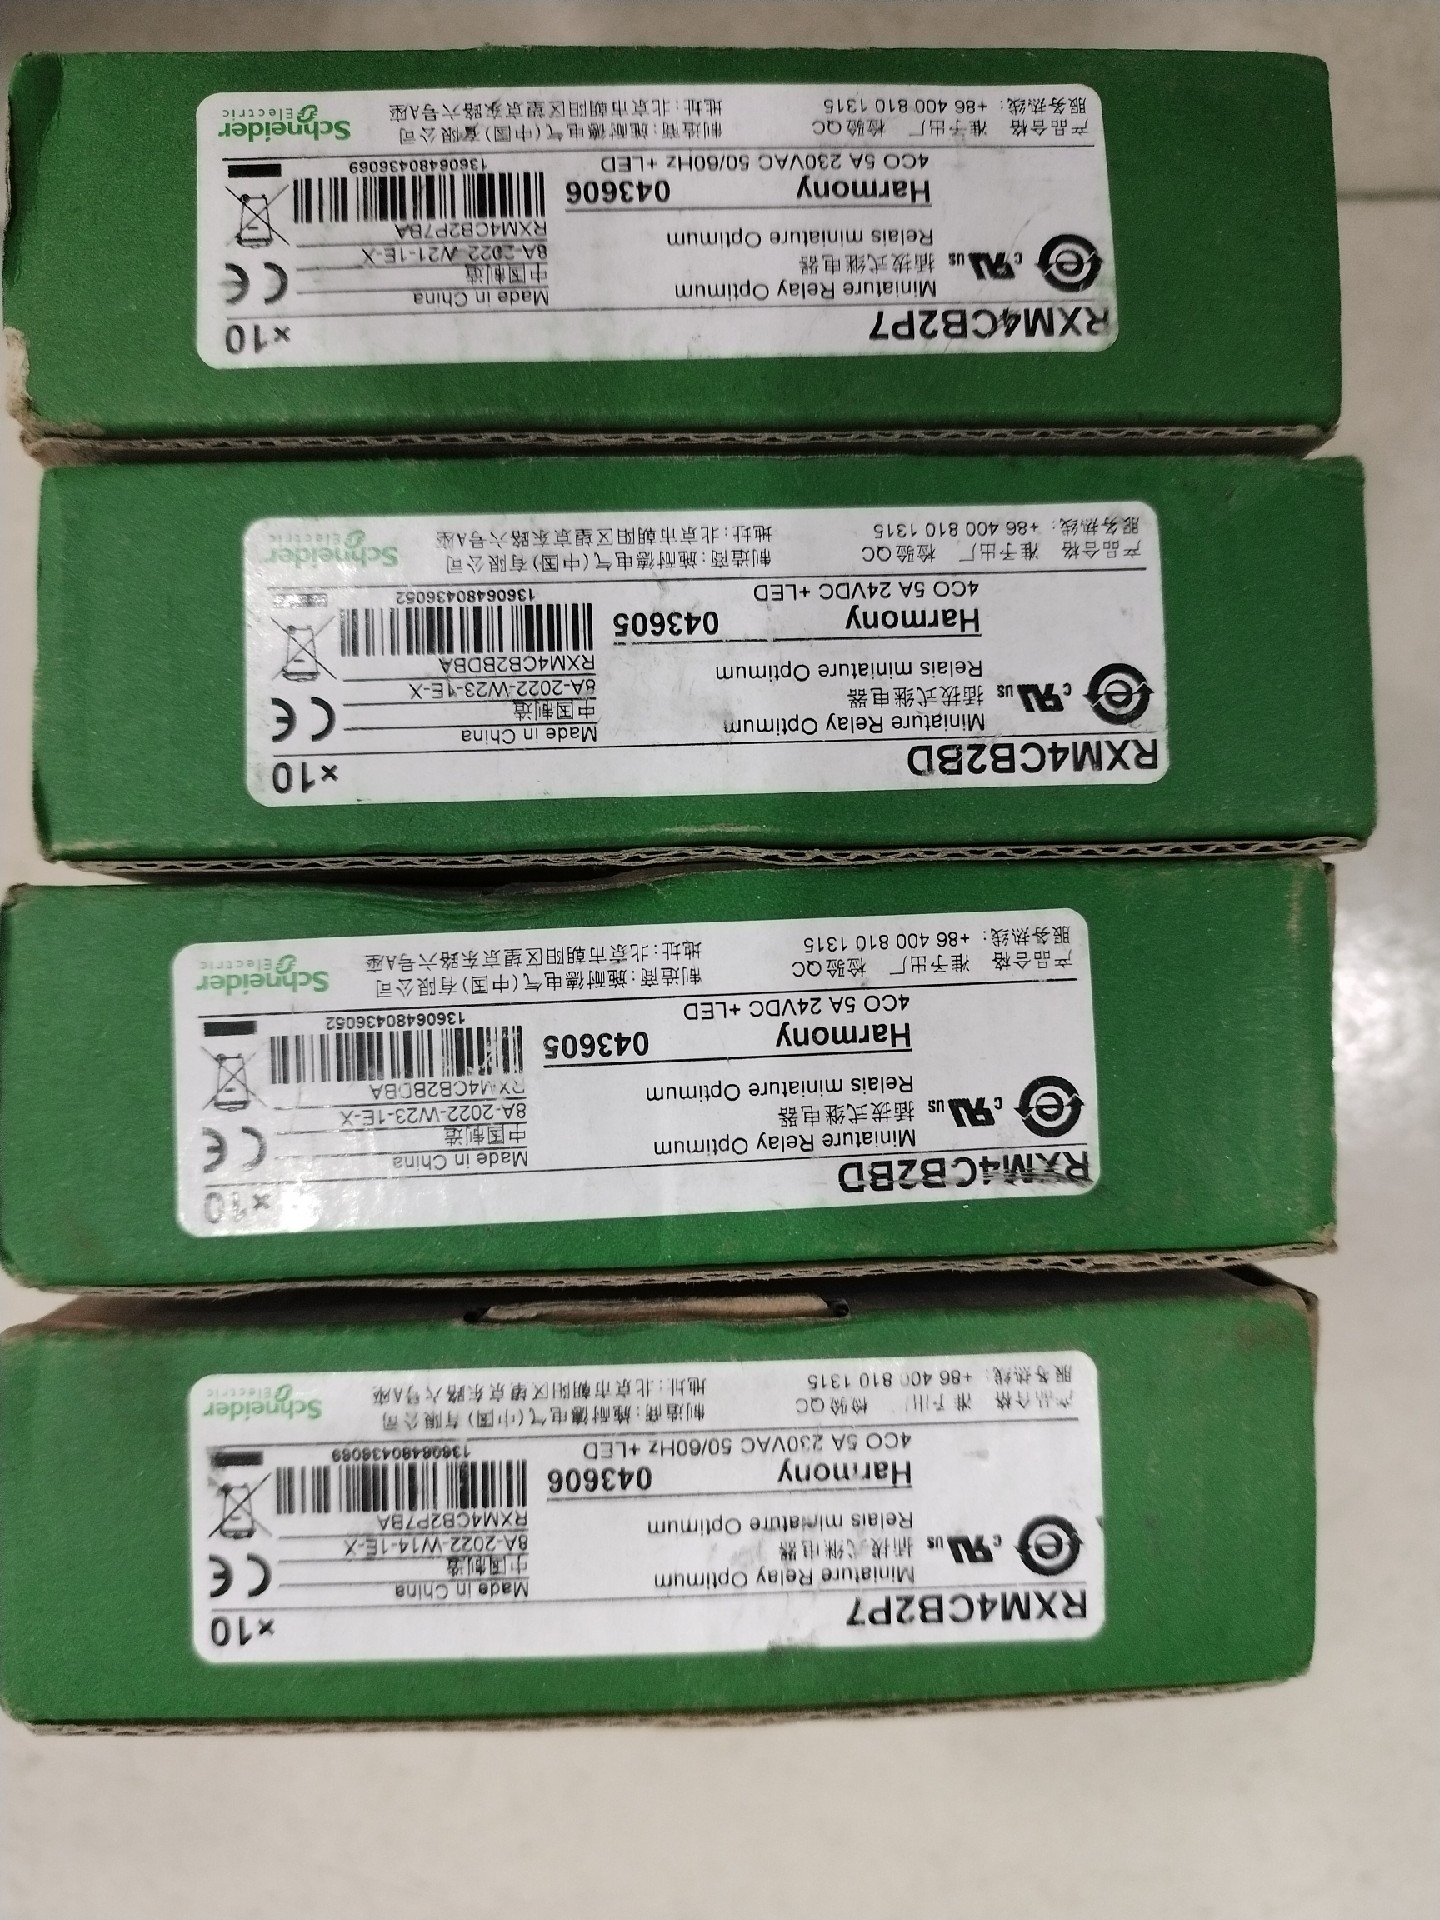 RXM4CB2P7 ×10
Miniature Relay Optimum Made in China
插拔式继电器 中国制造
Relais miniature Optimum 8A-2022-W14-1E-X
RXM4CB2P7BA
Harmony 043606
4CO 5A 230VAC 50/60Hz +LED 13606480436069
产品合格 准予出厂 检验QC 制造商:施耐德电气(中国)有限公司 Schneider
服务热线: +86 400 810 1315 地址:北京市朝阳区望京东路六号A座 Electric
RXM4CB2BD ×10
Miniature Relay Optimum Made in China
插拔式继电器 中国制造
Relais miniature Optimum 8A-2022-W23-1E-X
RXM4CB2BDBA
Harmony 043605
4CO 5A 24VDC +LED 13606480436052
产品合格 准予出厂 检验QC 制造商:施耐德电气(中国)有限公司 Schneider
服务热线: +86 400 810 1315 地址:北京市朝阳区望京东路六号A座 Electric
RXM4CB2BD ×10
Miniature Relay Optimum Made in China
插拔式继电器 中国制造
Relais miniature Optimum 8A-2022-W23-1E-X
RXM4CB2BDBA
Harmony 043605
4CO 5A 24VDC +LED 13606480436052
产品合格 准予出厂 检验QC 制造商:施耐德电气(中国)有限公司 Schneider
服务热线: +86 400 810 1315 地址:北京市朝阳区望京东路六号A座 Electric
RXM4CB2P7 ×10
Miniature Relay Optimum Made in China
插拔式继电器 中国制造
Relais miniature Optimum 8A-2022-W21-1E-X
RXM4CB2P7BA
Harmony 043606
4CO 5A 230VAC 50/60Hz +LED 13606480436069
产品合格 准予出厂 检验QC 制造商:施耐德电气(中国)有限公司 Schneider
服务热线: +86 400 810 1315 地址:北京市朝阳区望京东路六号A座 Electric